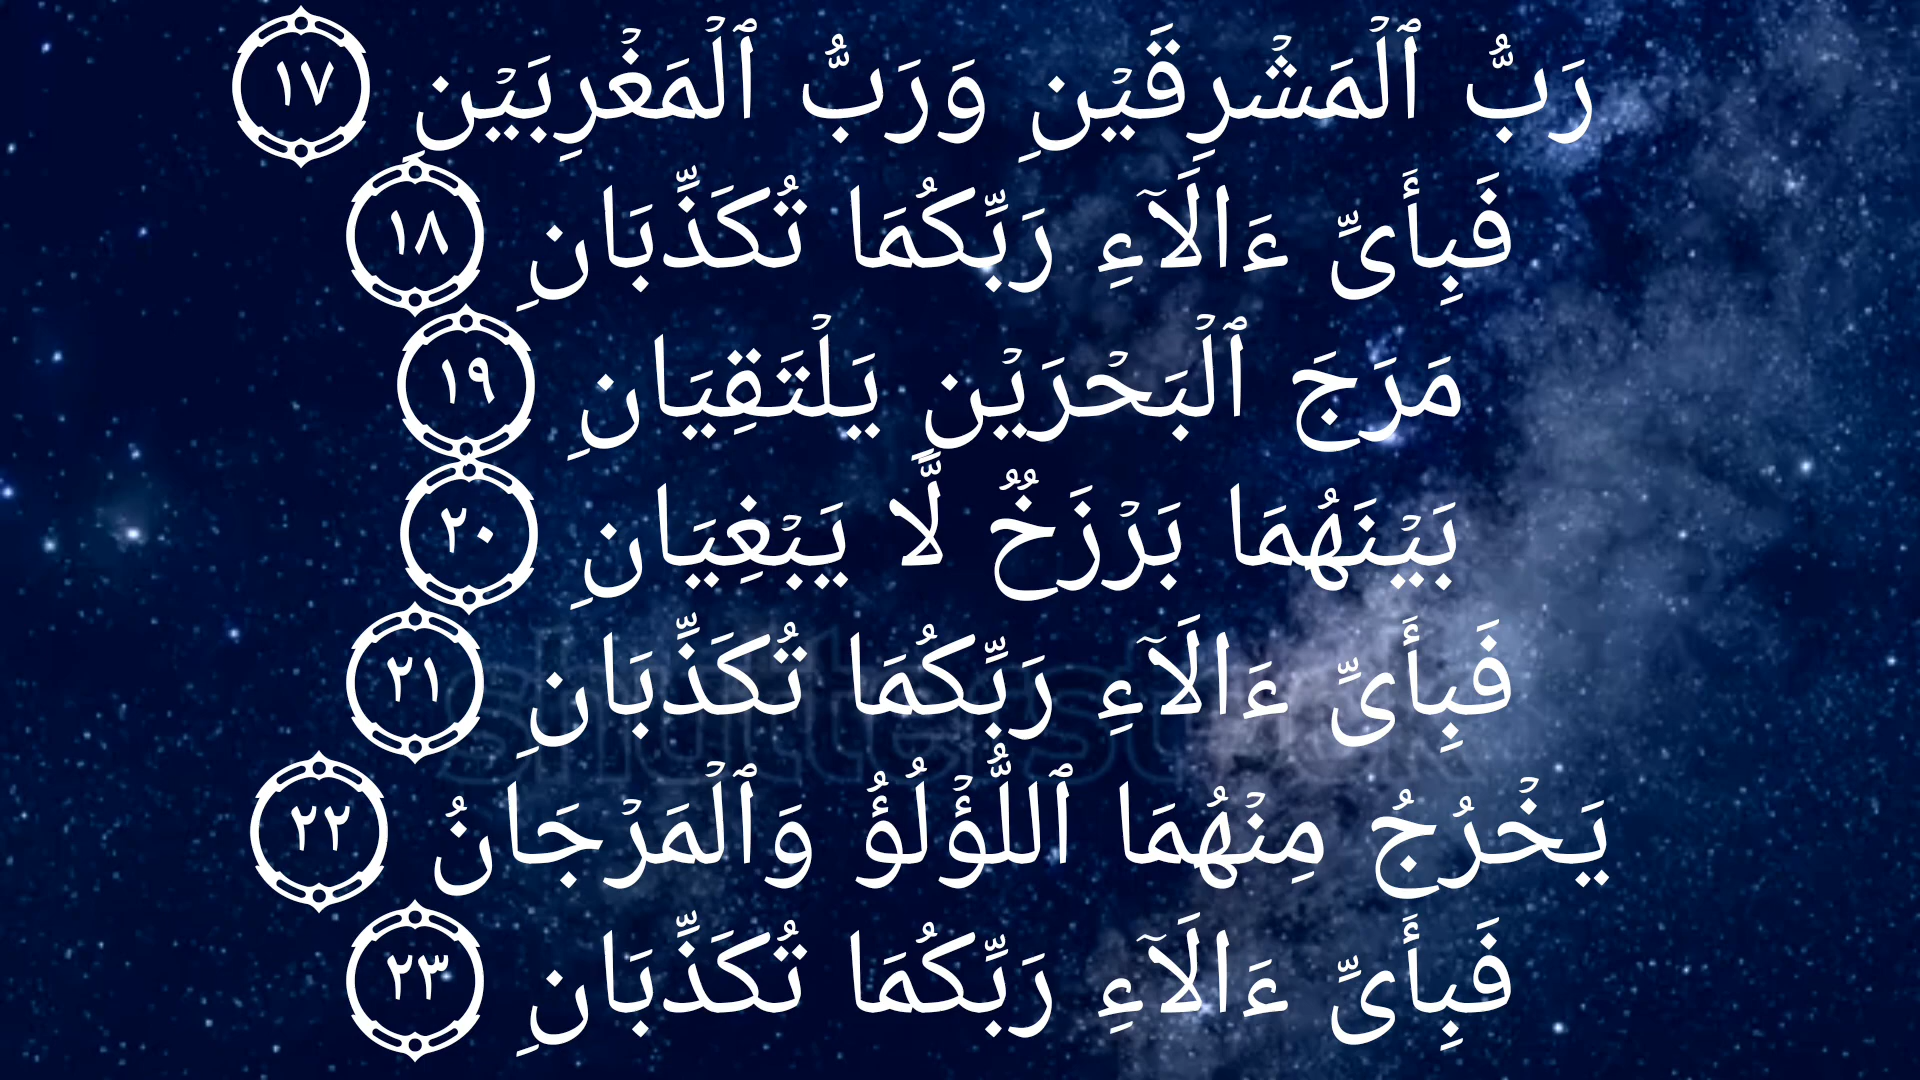 رَبُّ ٱلْمَشْرِقَيْنِ وَرَبُّ ٱلْمَغْرِبَيْنِ ١٧
فَبِأَىِّ ءَالَآءِ رَبِّكُمَا تُكَذِّبَانِ ١٨
مَرَجَ ٱلْبَحْرَيْنِ يَلْتَقِيَانِ ١٩
بَيْنَهُمَا بَرْزَخٌ لَّا يَبْغِيَانِ ٢٠
فَبِأَىِّ ءَالَآءِ رَبِّكُمَا تُكَذِّبَانِ ٢١
shutterstock
يَخْرُجُ مِنْهُمَا ٱللُّؤْلُؤُ وَٱلْمَرْجَانُ ٢٢
فَبِأَىِّ ءَالَآءِ رَبِّكُمَا تُكَذِّبَانِ ٢٣